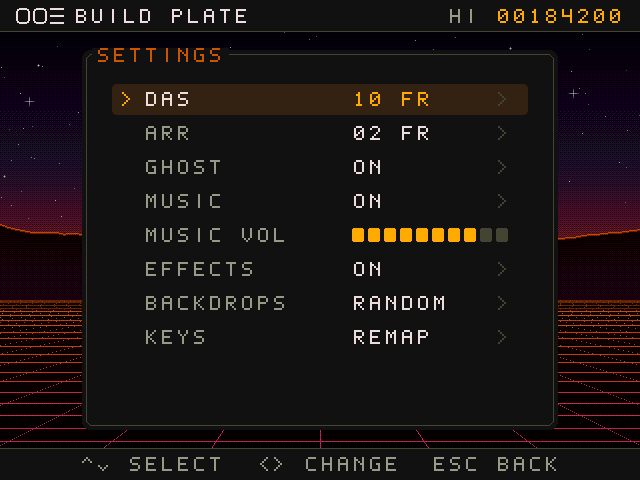 OOE BUILD PLATE HI 00184200
SETTINGS
> DAS 10 FR >
ARR 02 FR >
GHOST ON >
MUSIC ON >
MUSIC VOL
EFFECTS ON >
BACKDROPS RANDOM >
KEYS REMAP >
^v SELECT <> CHANGE ESC BACK